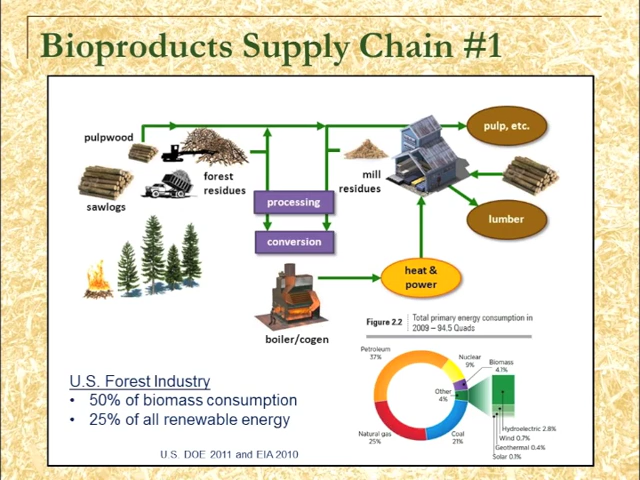 Bioproducts Supply Chain #1
pulpwood
sawlogs
forest
residues
mill
residues
pulp, etc.
lumber
processing
conversion
heat &
power
boiler/cogen
Figure 2.2
Total primary energy consumption in
2009 – 94.5 Quads
Petroleum
37%
Nuclear
9%
Biomass
4.1%
Other
4%
Natural gas
25%
Coal
21%
Hydroelectric 2.8%
Wind 0.7%
Geothermal 0.4%
Solar 0.1%
U.S. Forest Industry
• 50% of biomass consumption
• 25% of all renewable energy
U.S. DOE 2011 and EIA 2010